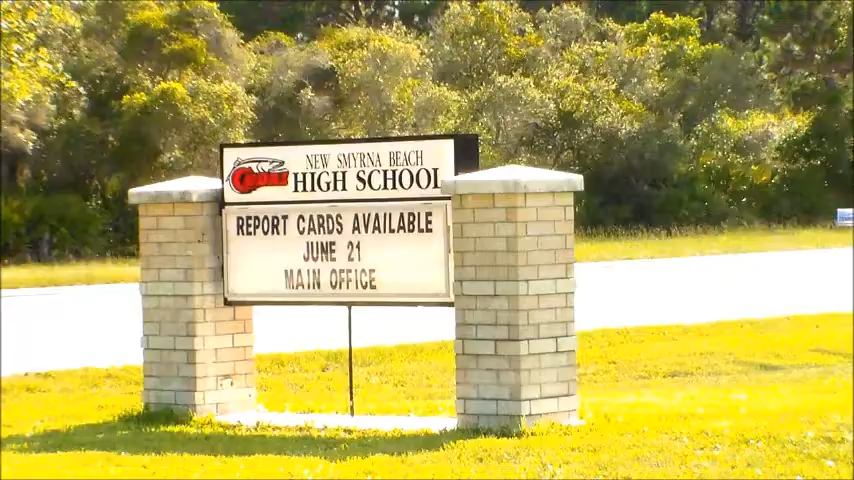 NEW SMYRNA BEACH
HIGH SCHOOL
REPORT CARDS AVAILABLE
JUNE 21
MAIN OFFICE